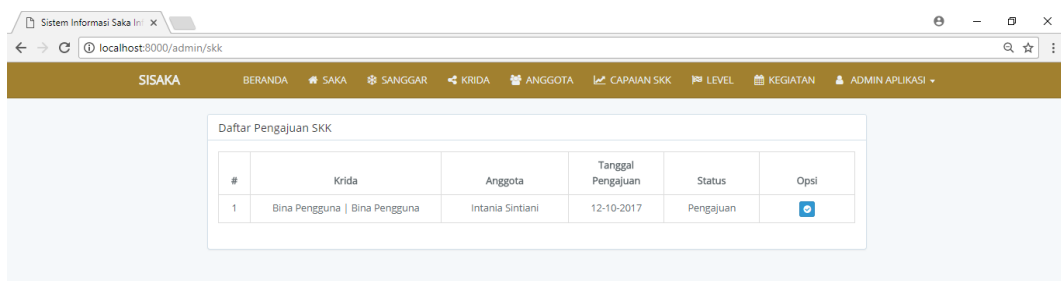 Sistem Informasi Saka In
localhost:8000/admin/skk
SISAKA BERANDA SAKA SANGGAR KRIDA ANGGOTA CAPAIAN SKK LEVEL KEGIATAN ADMIN APLIKASI
Daftar Pengajuan SKK
# Krida Anggota Tanggal Pengajuan Status Opsi
1 Bina Pengguna | Bina Pengguna Intania Sintiani 12-10-2017 Pengajuan